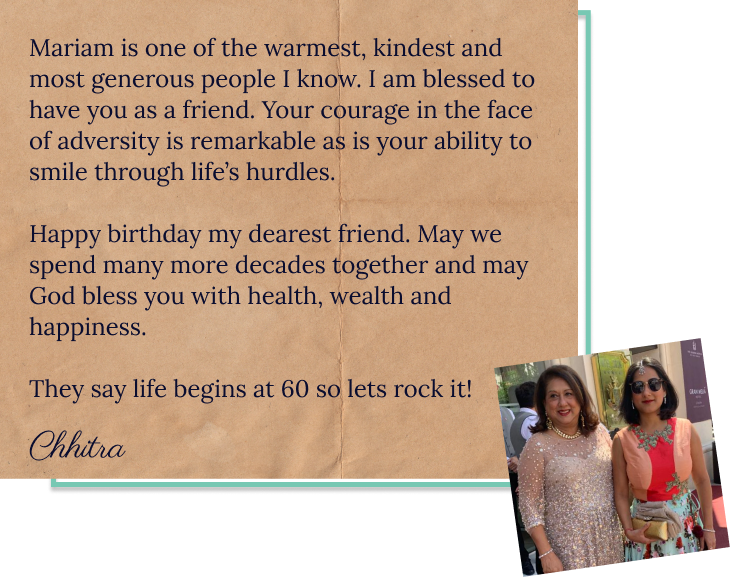 Mariam is one of the warmest, kindest and
most generous people I know. I am blessed to
have you as a friend. Your courage in the face
of adversity is remarkable as is your ability to
smile through life’s hurdles.
Happy birthday my dearest friend. May we
spend many more decades together and may
God bless you with health, wealth and
happiness.
They say life begins at 60 so lets rock it!
Chhitra